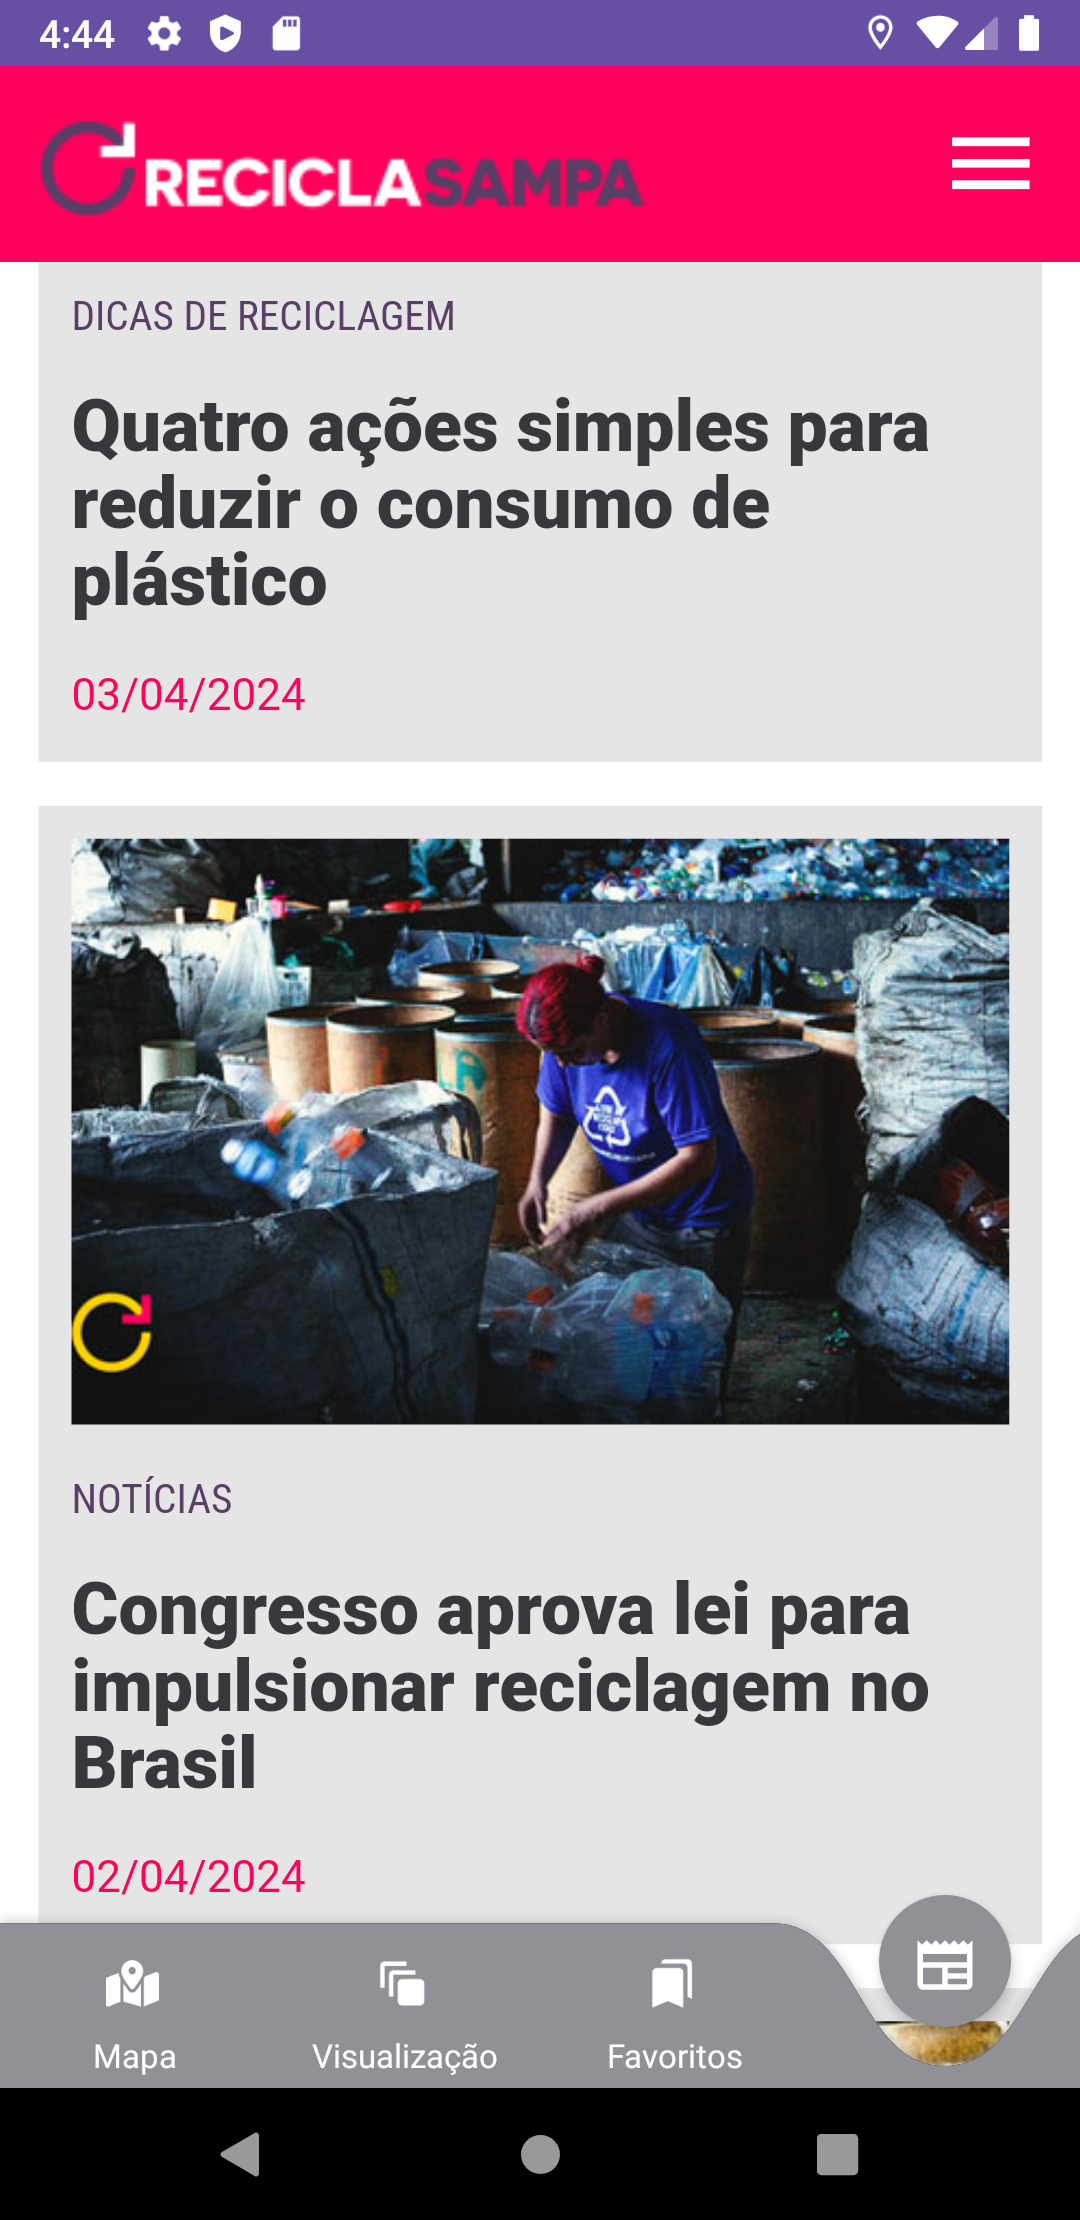 4:44
RECICLASAMPA
DICAS DE RECICLAGEM
Quatro ações simples para
reduzir o consumo de
plástico
03/04/2024
NOTÍCIAS
Congresso aprova lei para
impulsionar reciclagem no
Brasil
02/04/2024
Mapa
Visualização
Favoritos